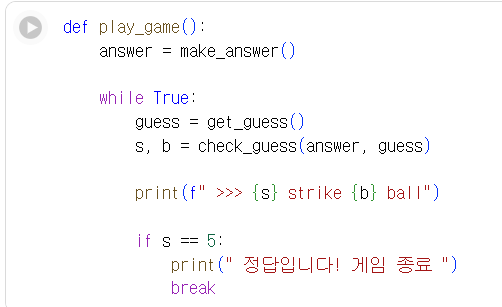 def play_game():
    answer = make_answer()

    while True:
        guess = get_guess()
        s, b = check_guess(answer, guess)

        print(f" >>> {s} strike {b} ball")

        if s == 5:
            print(" 정답입니다! 게임 종료 ")
            break